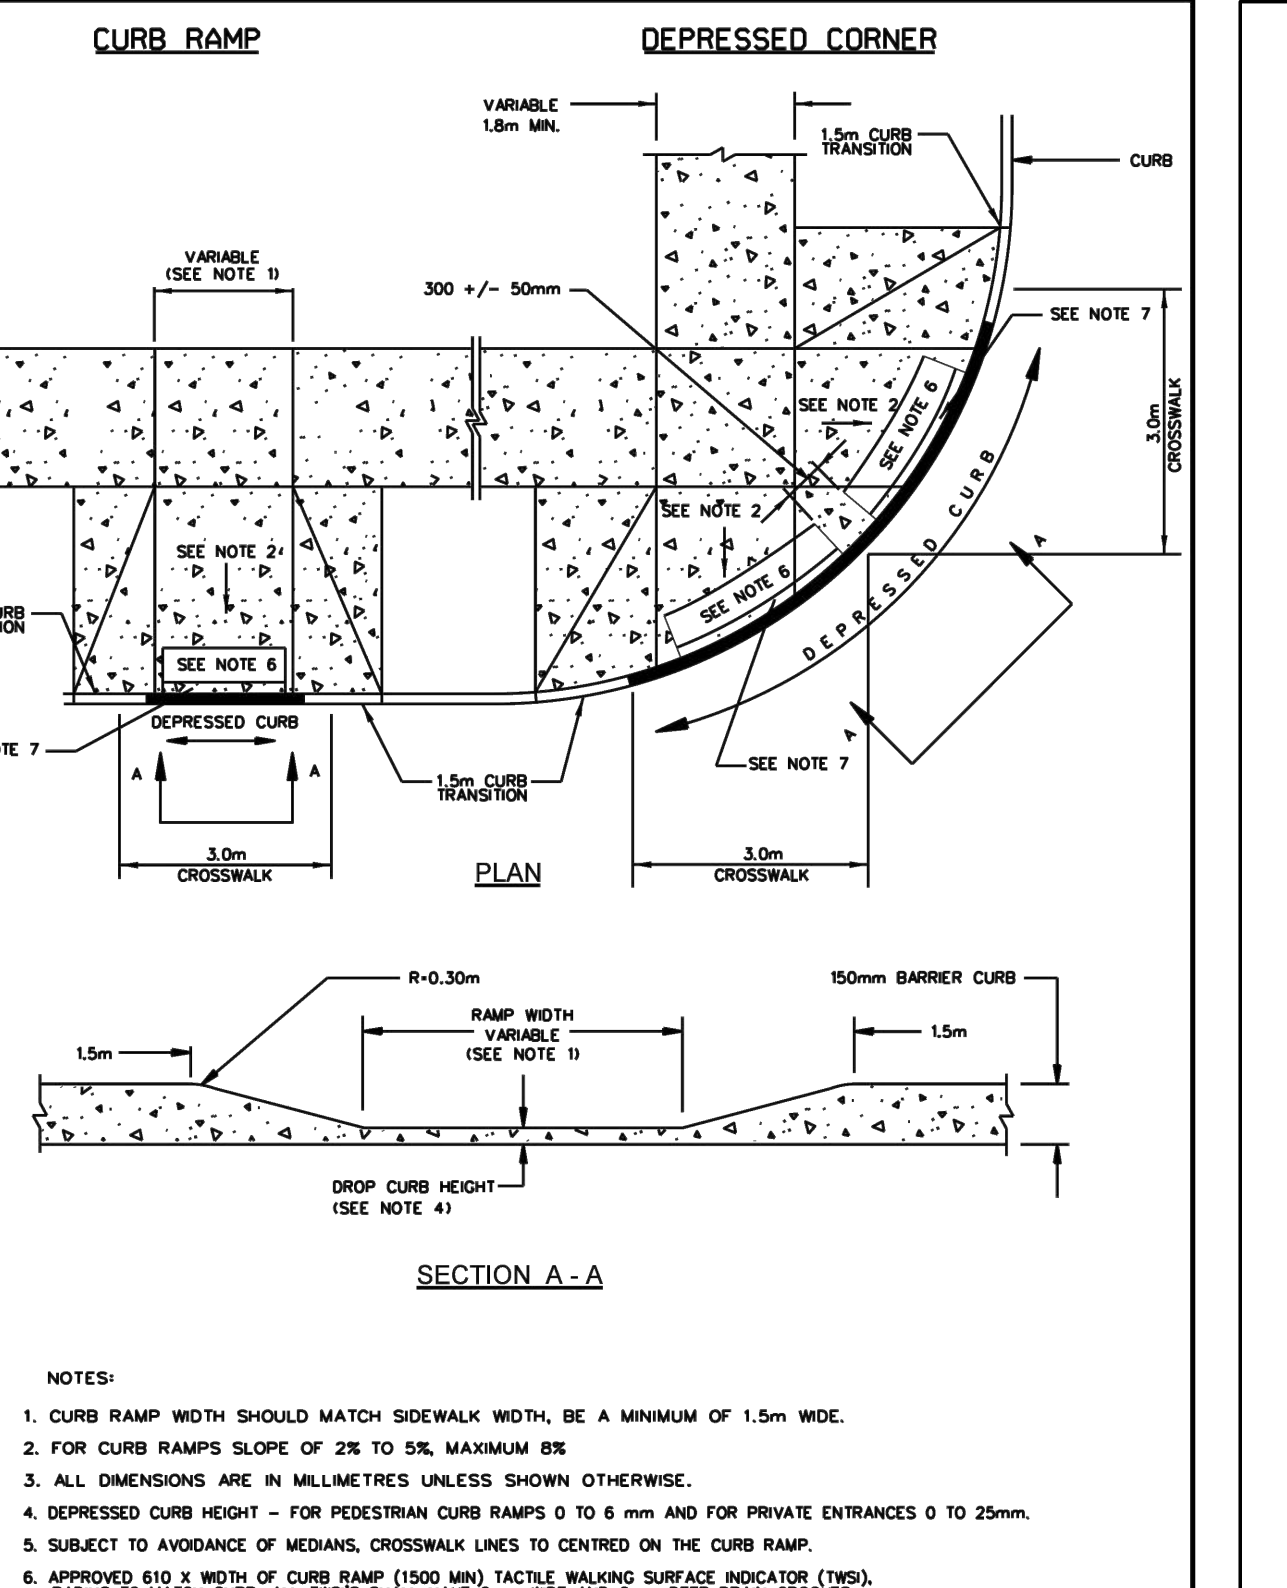 CURB RAMP
DEPRESSED CORNER
VARIABLE
1.8m MIN.
1.5m CURB
TRANSITION
CURB
VARIABLE
(SEE NOTE 1)
300 +/- 50mm
SEE NOTE 7
3.0m
CROSSWALK
SEE NOTE 2
SEE NOTE 6
SEE NOTE 2
SEE NOTE 6
DEPRESSED CURB
A
A
SEE NOTE 2
SEE NOTE 6
DEPRESSED CURB
TE 7
A
A
1.5m CURB
TRANSITION
SEE NOTE 7
3.0m
CROSSWALK
PLAN
3.0m
CROSSWALK
R=0.30m
150mm BARRIER CURB
RAMP WIDTH
VARIABLE
(SEE NOTE 1)
1.5m
1.5m
DROP CURB HEIGHT
(SEE NOTE 4)
SECTION A - A
NOTES:
1. CURB RAMP WIDTH SHOULD MATCH SIDEWALK WIDTH, BE A MINIMUM OF 1.5m WIDE.
2. FOR CURB RAMPS SLOPE OF 2% TO 5%, MAXIMUM 8%
3. ALL DIMENSIONS ARE IN MILLIMETRES UNLESS SHOWN OTHERWISE.
4. DEPRESSED CURB HEIGHT – FOR PEDESTRIAN CURB RAMPS 0 TO 6 mm AND FOR PRIVATE ENTRANCES 0 TO 25mm.
5. SUBJECT TO AVOIDANCE OF MEDIANS, CROSSWALK LINES TO CENTRED ON THE CURB RAMP.
6. APPROVED 610 X WIDTH OF CURB RAMP (1500 MIN) TACTILE WALKING SURFACE INDICATOR (TWSI),